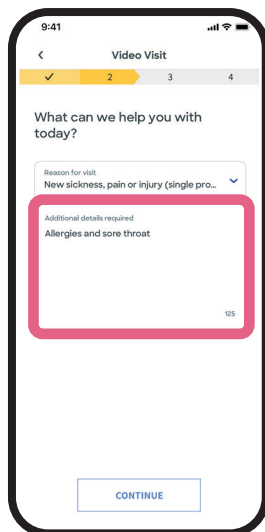 9:41
Video Visit
2 3 4
What can we help you with
today?
Reason for visit
New sickness, pain or injury (single pro...
Additional details required
Allergies and sore throat
125
CONTINUE